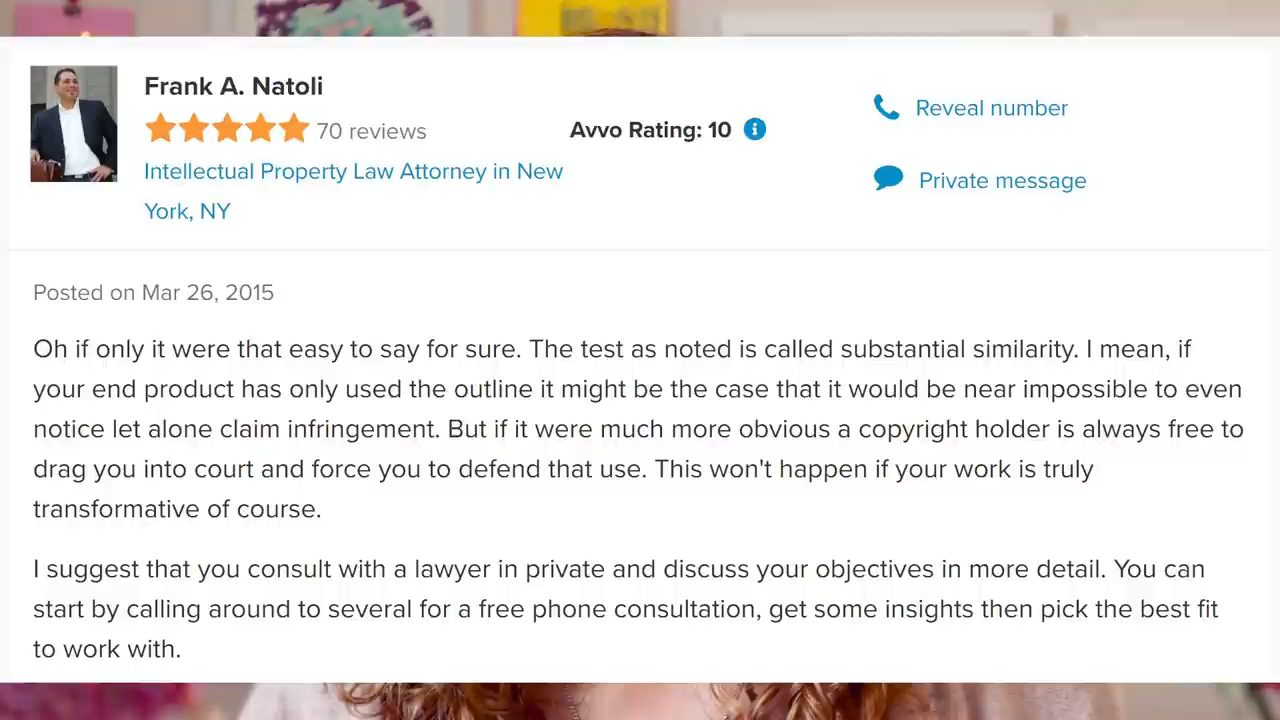 Frank A. Natoli
70 reviews
Avvo Rating: 10
Reveal number
Intellectual Property Law Attorney in New
York, NY
Private message
Posted on Mar 26, 2015
Oh if only it were that easy to say for sure. The test as noted is called substantial similarity. I mean, if
your end product has only used the outline it might be the case that it would be near impossible to even
notice let alone claim infringement. But if it were much more obvious a copyright holder is always free to
drag you into court and force you to defend that use. This won't happen if your work is truly
transformative of course.
I suggest that you consult with a lawyer in private and discuss your objectives in more detail. You can
start by calling around to several for a free phone consultation, get some insights then pick the best fit
to work with.